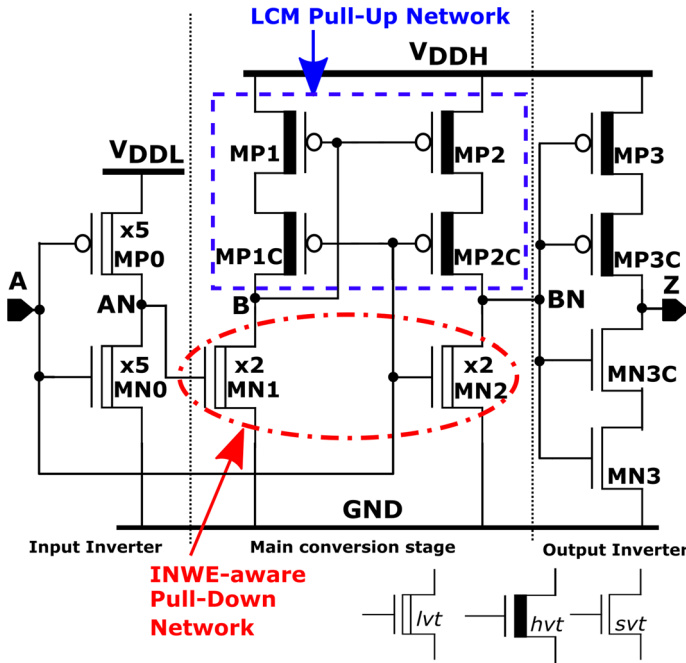 LCM Pull-Up Network
VDDH
VDDL
MP1
MP2
MP3
x5
MP0
MP1C
MP2C
MP3C
A
AN
B
BN
Z
x5
MN0
x2
MN1
x2
MN2
MN3C
MN3
GND
Input Inverter
Main conversion stage
Output Inverter
INWE-aware
Pull-Down
Network
lvt
hvt
svt